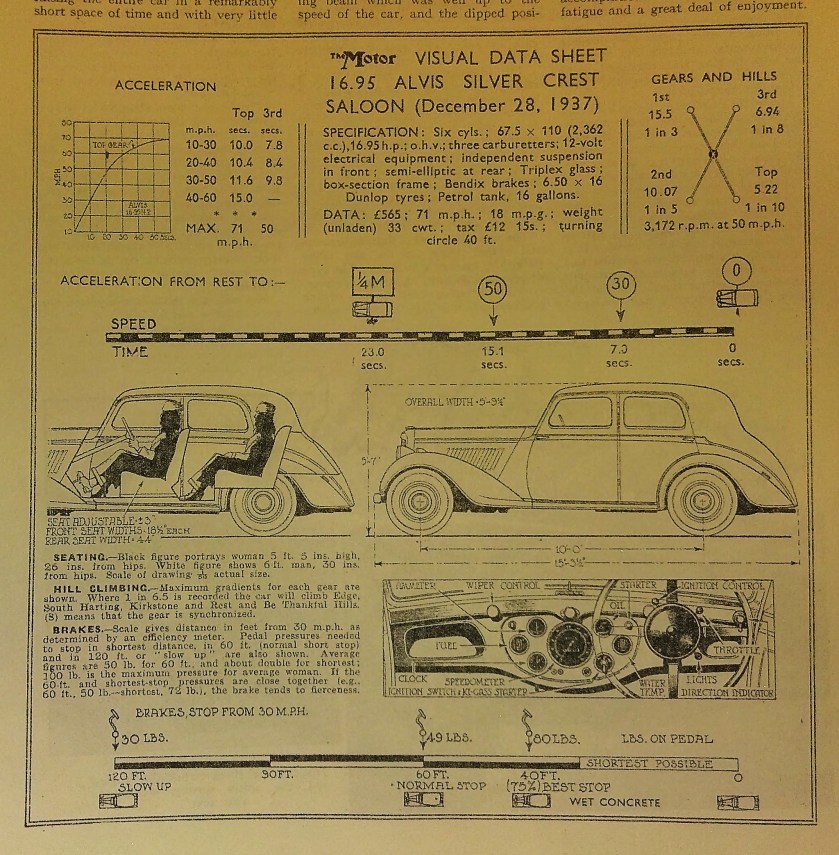 short space of time and with very little
speed of the car, and the dipped posi-
fatigue and a great deal of enjoyment.
The Motor VISUAL DATA SHEET
16.95 ALVIS SILVER CREST
SALOON (December 28, 1937)
ACCELERATION
Top 3rd
m.p.h. secs. secs.
10-30 10.0 7.8
20-40 10.4 8.4
30-50 11.6 9.8
40-60 15.0 —
* * *
MAX. 71 50
m.p.h.
MPH
80
70
60
50
40
30
20
10
TOP GEAR
ALVIS
16.95 H.P.
10 20 30 40 50 Secs.
SPECIFICATION: Six cyls.; 67.5 × 110 (2,362
c.c.),16.95 h.p.; o.h.v.; three carburetters; 12-volt
electrical equipment; independent suspension
in front; semi-elliptic at rear; Triplex glass;
box-section frame; Bendix brakes; 6.50 × 16
Dunlop tyres; Petrol tank, 16 gallons.
DATA: £565; 71 m.p.h.; 18 m.p.g.; weight
(unladen) 33 cwt.; tax £12 15s.; turning
circle 40 ft.
GEARS AND HILLS
1st 3rd
15.5 6.94
1 in 3 1 in 8
2nd Top
10.07 5.22
1 in 5 1 in 10
3,172 r.p.m. at 50 m.p.h.
ACCELERATION FROM REST TO:—
¼M 50 30 0
SPEED
TIME
23.0 15.1 7.0 0
secs. secs. secs. secs.
SEAT ADJUSTABLE ± 3"
FRONT SEAT WIDTHS · 18½" EACH
REAR SEAT WIDTH · 44"
OVERALL WIDTH · 5'-3¼"
5'-7"
10'-0"
15'-3½"
SEATING.—Black figure portrays woman 5 ft. 5 ins. high,
26 ins. from hips. White figure shows 6-ft. man, 30 ins.
from hips. Scale of drawing actual size.
HILL CLIMBING.—Maximum gradients for each gear are
shown. Where 1 in 6.5 is recorded the car will climb Edge,
South Harting, Kirkstone and Rest and Be Thankful Hills.
(S) means that the gear is synchronized.
BRAKES.—Scale gives distance in feet from 30 m.p.h. as
determined by an efficiency meter. Pedal pressures needed
to stop in shortest distance, in 60 ft. (normal short stop)
and in 120 ft. or "slow up" are also shown. Average
figures are 50 lb. for 60 ft., and about double for shortest;
100 lb. is the maximum pressure for average woman. If the
60-ft. and shortest-stop pressures are close together (e.g.,
60 ft., 50 lb.—shortest, 72 lb.), the brake tends to fierceness.
WIPER CONTROL
STARTER
IGNITION CONTROL
OIL
FUEL
THROTTLE
CLOCK
SPEEDOMETER
WATER TEMP.
LIGHTS
IGNITION SWITCH & KI-GASS STARTER
DIRECTION INDICATOR
BRAKES, STOP FROM 30 M.P.H.
30 LBS. 49 LBS. 80 LBS. LBS. ON PEDAL
SHORTEST POSSIBLE
120 FT. 90 FT. 60 FT. 40 FT. 0
SLOW UP · NORMAL STOP (75%) BEST STOP
WET CONCRETE